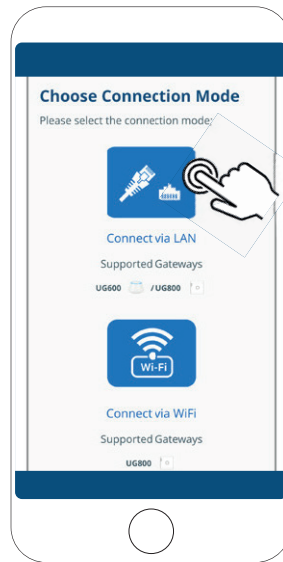 Choose Connection Mode
Please select the connection mode:
Connect via LAN
Supported Gateways
UG600 / UG800
Wi-Fi
Connect via WiFi
Supported Gateways
UG800